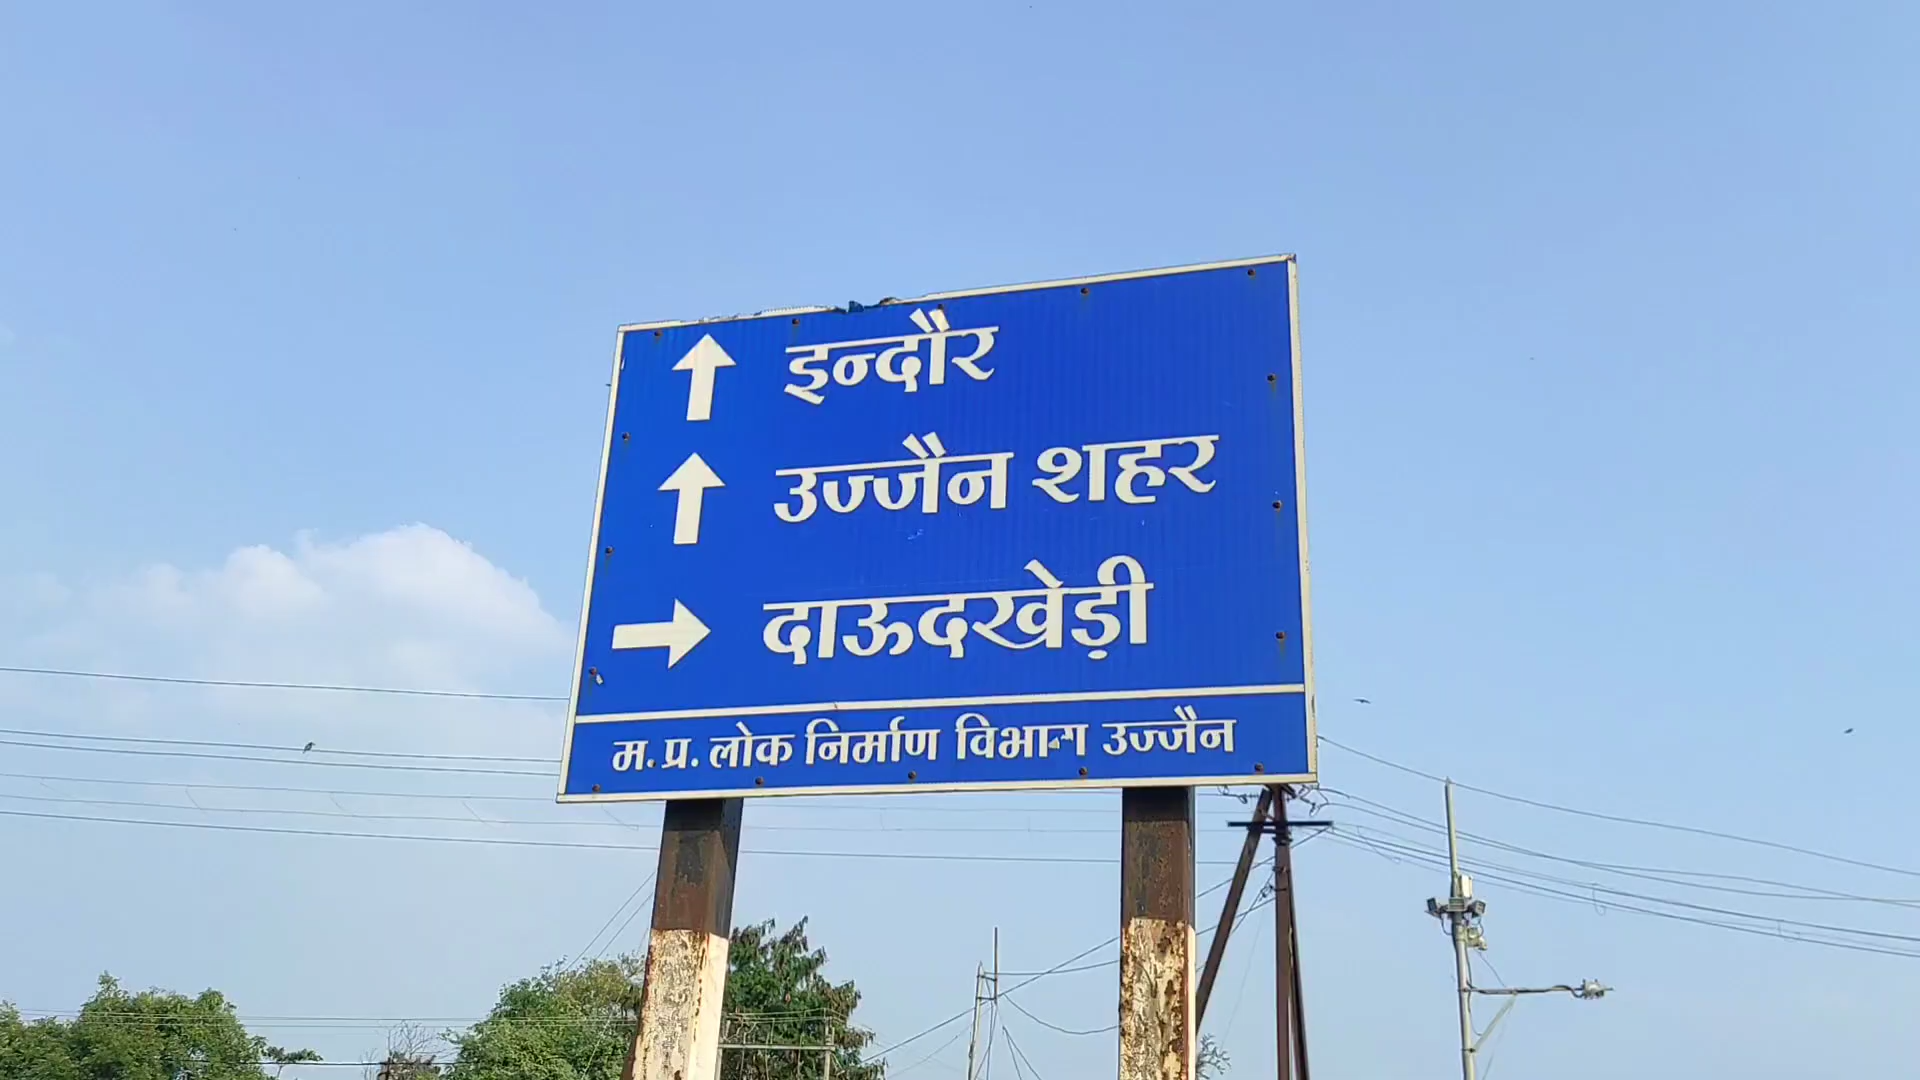 इन्दौर
उज्जैन शहर
दाऊदखेड़ी
म. प्र. लोक निर्माण विभाग उज्जैन